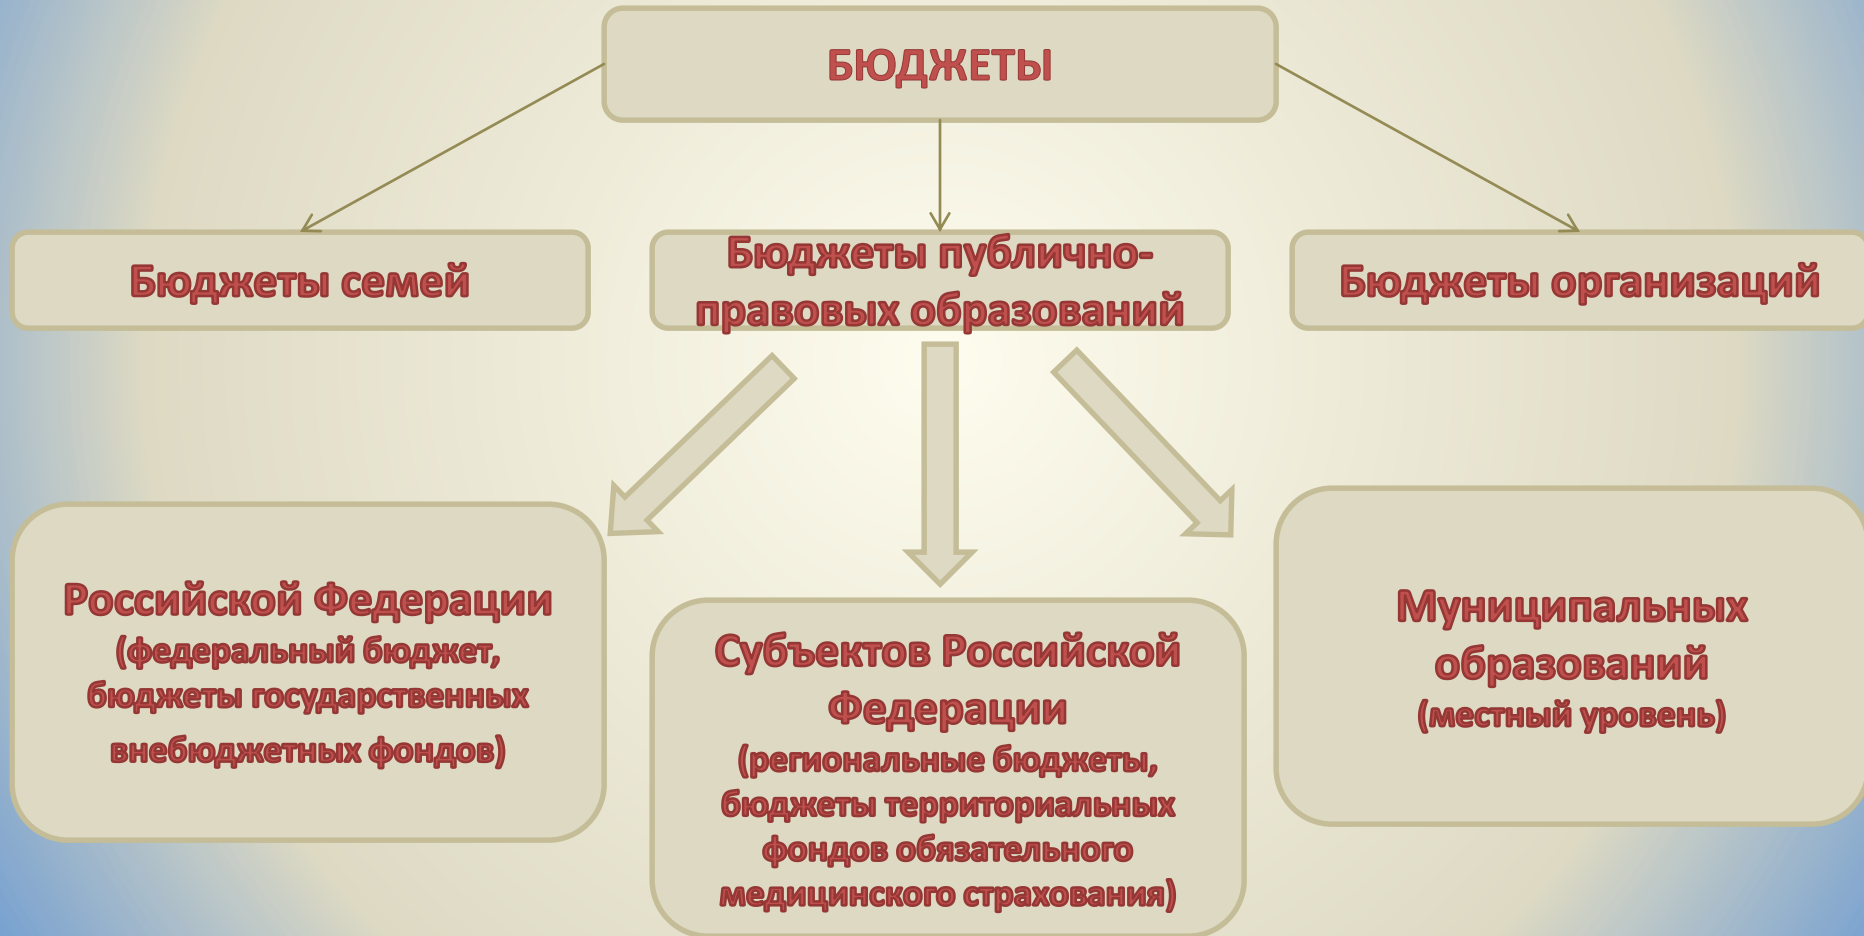 БЮДЖЕТЫ
Бюджеты семей
Бюджеты публично-
правовых образований
Бюджеты организаций
Российской Федерации
(федеральный бюджет,
бюджеты государственных
внебюджетных фондов)
Субъектов Российской
Федерации
(региональные бюджеты,
бюджеты территориальных
фондов обязательного
медицинского страхования)
Муниципальных
образований
(местный уровень)